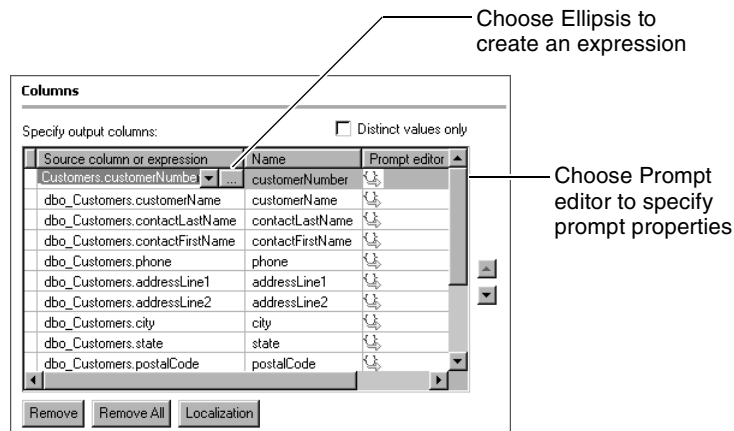 Choose Ellipsis to
create an expression
Columns
Specify output columns:
Distinct values only
Source column or expression Name Prompt editor
Customers.customerNumber ... customerNumber
dbo_Customers.customerName customerName
dbo_Customers.contactLastName contactLastName
dbo_Customers.contactFirstName contactFirstName
dbo_Customers.phone phone
dbo_Customers.addressLine1 addressLine1
dbo_Customers.addressLine2 addressLine2
dbo_Customers.city city
dbo_Customers.state state
dbo_Customers.postalCode postalCode
Choose Prompt
editor to specify
prompt properties
Remove Remove All Localization